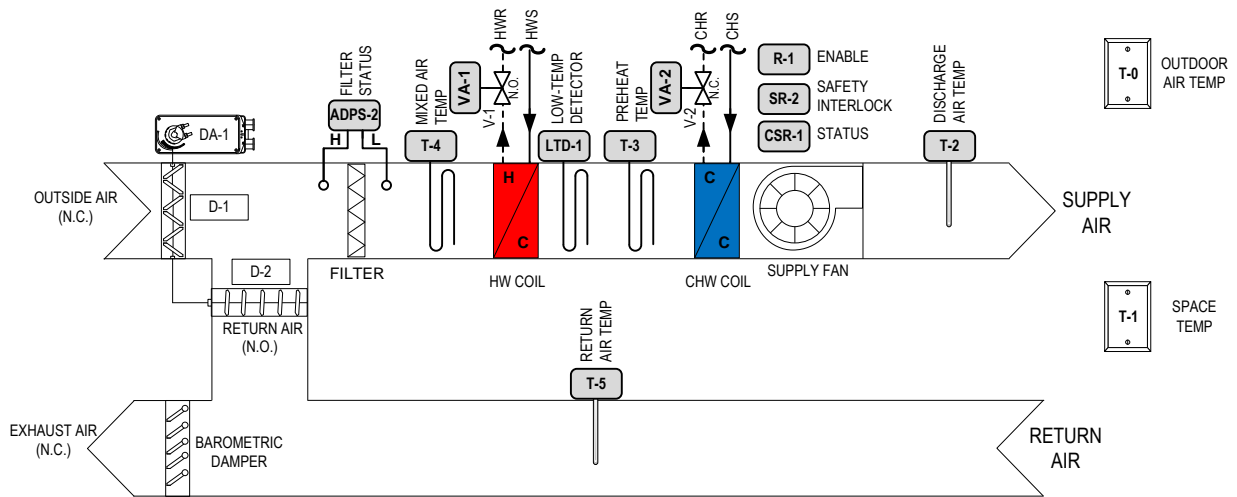 HWR
HWS
CHR
CHS
FILTER
STATUS
MIXED AIR
TEMP
VA-1
N.O.
V-1
LOW-TEMP
DETECTOR
PREHEAT
TEMP
VA-2
N.C.
V-2
R-1
ENABLE
SR-2
SAFETY
INTERLOCK
CSR-1
STATUS
DISCHARGE
AIR TEMP
T-0
OUTDOOR
AIR TEMP
DA-1
ADPS-2
H
L
T-4
LTD-1
T-3
T-2
OUTSIDE AIR
(N.C.)
D-1
H
C
C
C
SUPPLY
AIR
D-2
FILTER
HW COIL
CHW COIL
SUPPLY FAN
RETURN AIR
(N.O.)
T-1
SPACE
TEMP
RETURN
AIR TEMP
T-5
EXHAUST AIR
(N.C.)
BAROMETRIC
DAMPER
RETURN
AIR